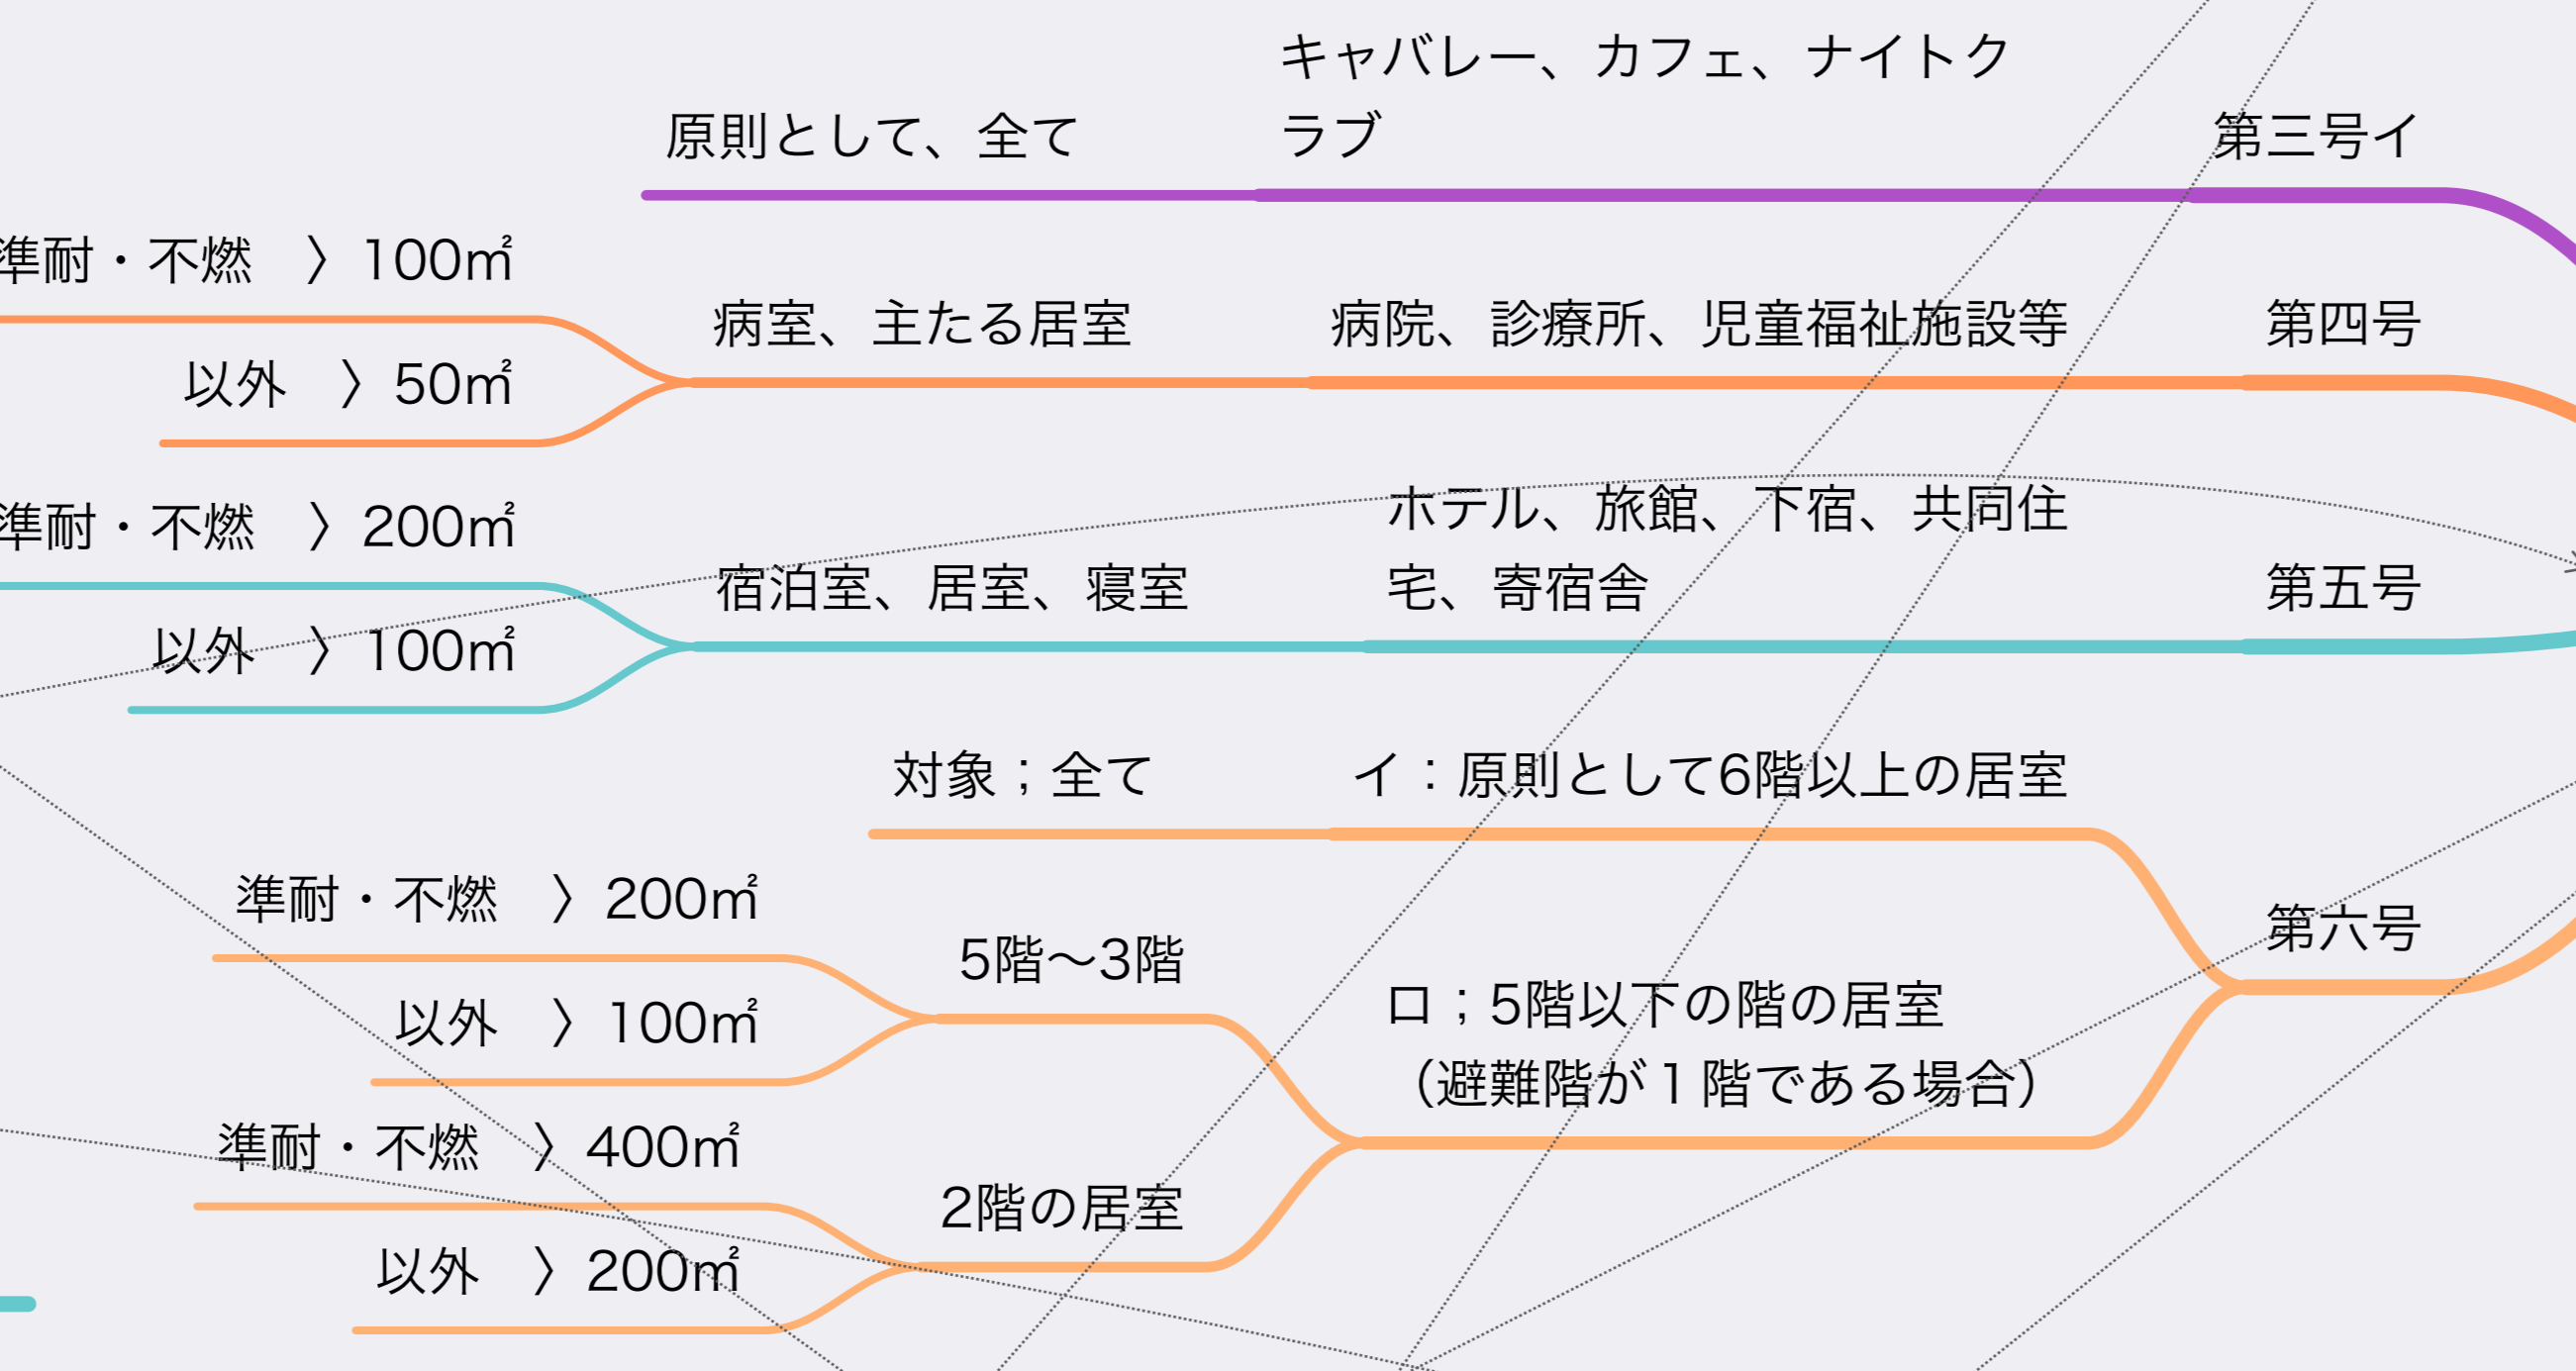 キャバレー、カフェ、ナイトク
ラブ
原則として、全て
第三号イ
準耐・不燃　〉100㎡
以外　〉50㎡
病室、主たる居室
病院、診療所、児童福祉施設等
第四号
準耐・不燃　〉200㎡
以外　〉100㎡
宿泊室、居室、寝室
ホテル、旅館、下宿、共同住
宅、寄宿舎
第五号
対象；全て
イ：原則として6階以上の居室
準耐・不燃　〉200㎡
以外　〉100㎡
5階〜3階
ロ；5階以下の階の居室
（避難階が１階である場合）
第六号
準耐・不燃　〉400㎡
以外　〉200㎡
2階の居室